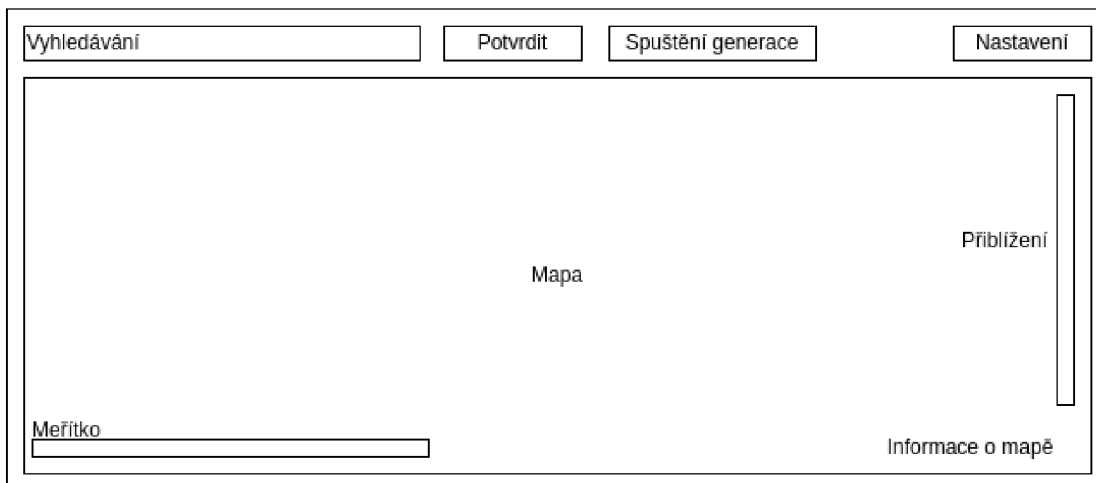 Vyhledávání
Potvrdit
Spuštění generace
Nastavení
Přiblížení
Mapa
Meřítko
Informace o mapě